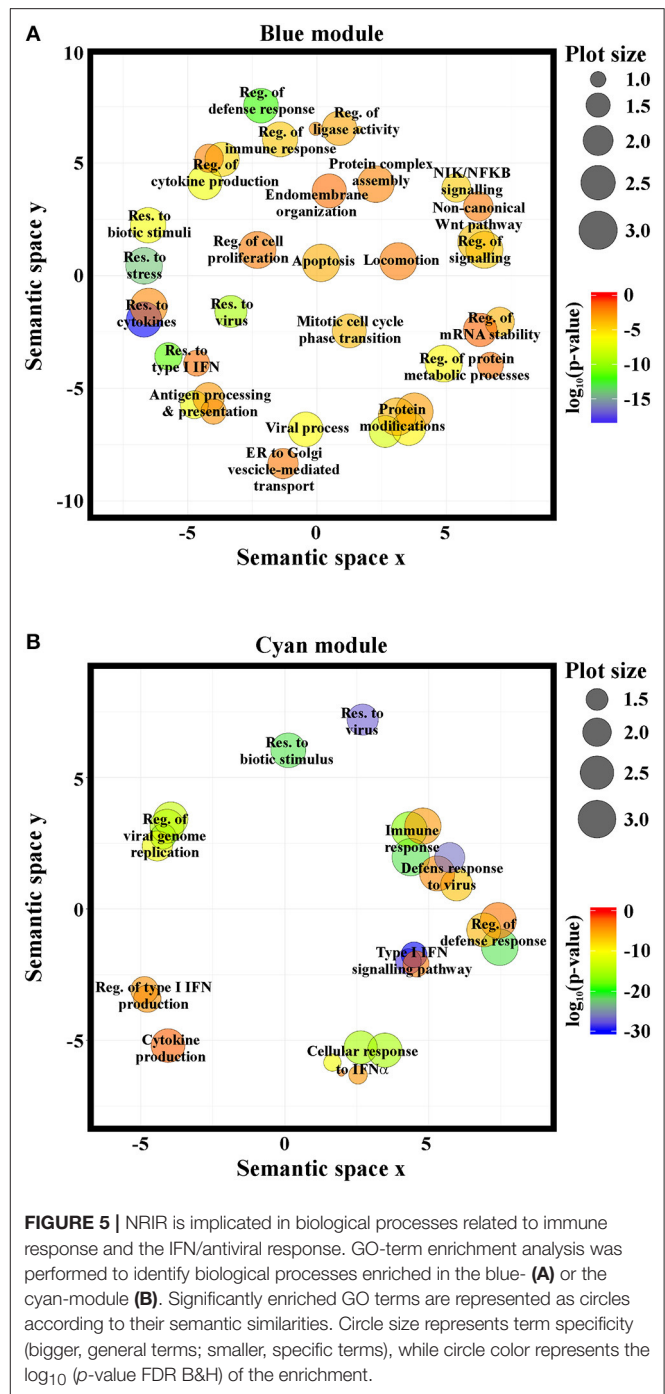 A
Blue module
Plot size
1.0
1.5
2.0
2.5
3.0
log10(p-value)
0
-5
-10
-15
Semantic space y
10
5
0
-5
-10
Reg. of
defense response
Reg. of
ligase activity
Reg. of
immune response
Reg. of
cytokine production
Protein complex
assembly
Endomembrane
organization
NIK/NFKB
signalling
Non-canonical
Wnt pathway
Res. to
biotic stimuli
Reg. of cell
proliferation
Reg. of
signalling
Res. to
stress
Apoptosis
Locomotion
Res. to
cytokines
Res. to
virus
Mitotic cell cycle
phase transition
Reg. of
mRNA stability
Res. to
type I IFN
Reg. of protein
metabolic processes
Antigen processing
& presentation
Protein
modifications
Viral process
ER to Golgi
vescicle-mediated
transport
-5
0
5
Semantic space x
B
Cyan module
Plot size
1.5
2.0
2.5
3.0
log10(p-value)
0
-10
-20
-30
Semantic space y
5
0
-5
Res. to
virus
Res. to
biotic stimulus
Reg. of
viral genome
replication
Immune
response
Defens response
to virus
Reg. of
defense response
Type I IFN
signalling pathway
Reg. of type I IFN
production
Cytokine
production
Cellular response
to IFNα
-5
0
5
Semantic space x
FIGURE 5 | NRIR is implicated in biological processes related to immune
response and the IFN/antiviral response. GO-term enrichment analysis was
performed to identify biological processes enriched in the blue- (A) or the
cyan-module (B). Significantly enriched GO terms are represented as circles
according to their semantic similarities. Circle size represents term specificity
(bigger, general terms; smaller, specific terms), while circle color represents the
log10 (p-value FDR B&H) of the enrichment.